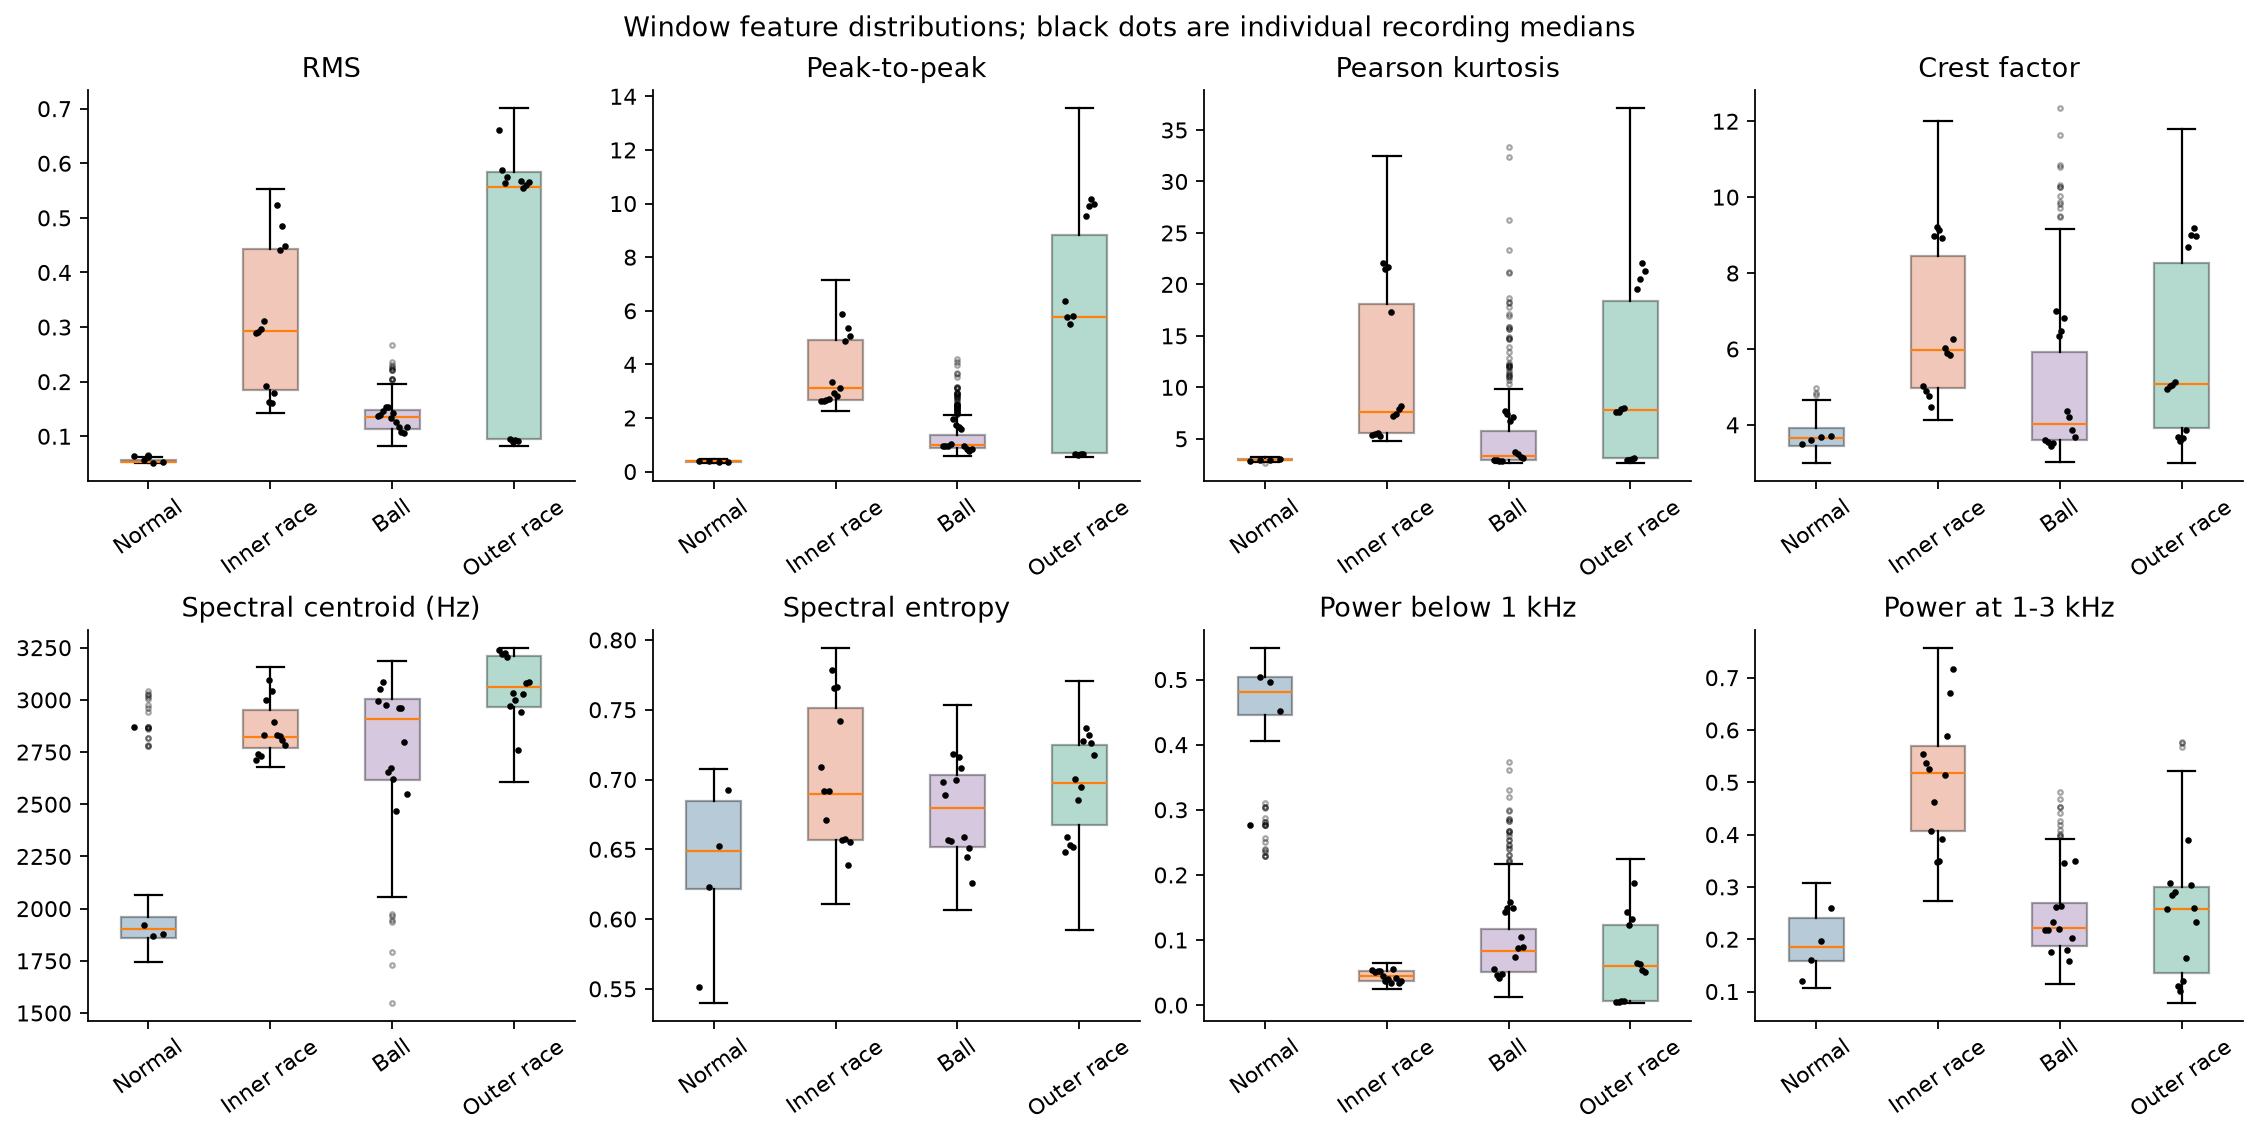 Window feature distributions; black dots are individual recording medians
RMS
0.7
0.6
0.5
0.4
0.3
0.2
0.1
Normal
Inner race
Ball
Outer race
Peak-to-peak
14
12
10
8
6
4
2
0
Normal
Inner race
Ball
Outer race
Pearson kurtosis
35
30
25
20
15
10
5
Normal
Inner race
Ball
Outer race
Crest factor
12
10
8
6
4
Normal
Inner race
Ball
Outer race
Spectral centroid (Hz)
3250
3000
2750
2500
2250
2000
1750
1500
Normal
Inner race
Ball
Outer race
Spectral entropy
0.80
0.75
0.70
0.65
0.60
0.55
Normal
Inner race
Ball
Outer race
Power below 1 kHz
0.5
0.4
0.3
0.2
0.1
0.0
Normal
Inner race
Ball
Outer race
Power at 1-3 kHz
0.7
0.6
0.5
0.4
0.3
0.2
0.1
Normal
Inner race
Ball
Outer race